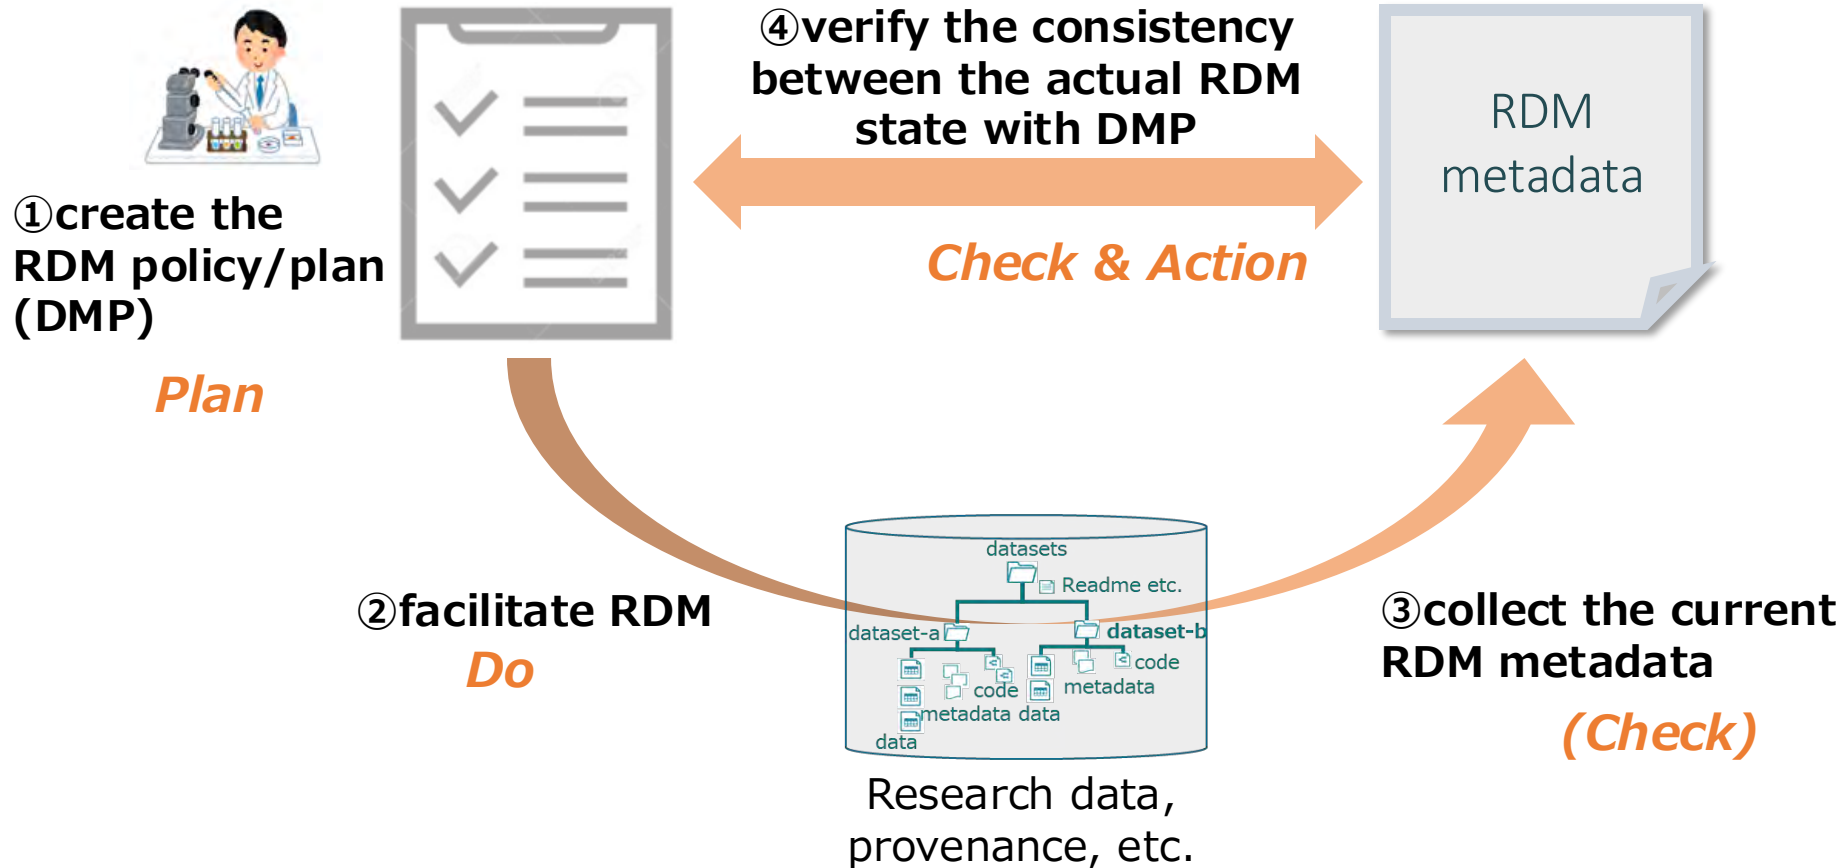 ①create the
RDM policy/plan
(DMP)
Plan
④verify the consistency
between the actual RDM
state with DMP
Check & Action
RDM
metadata
②facilitate RDM
Do
datasets
Readme etc.
dataset-a
dataset-b
code
metadata
data
code
metadata
data
Research data,
provenance, etc.
③collect the current
RDM metadata
(Check)